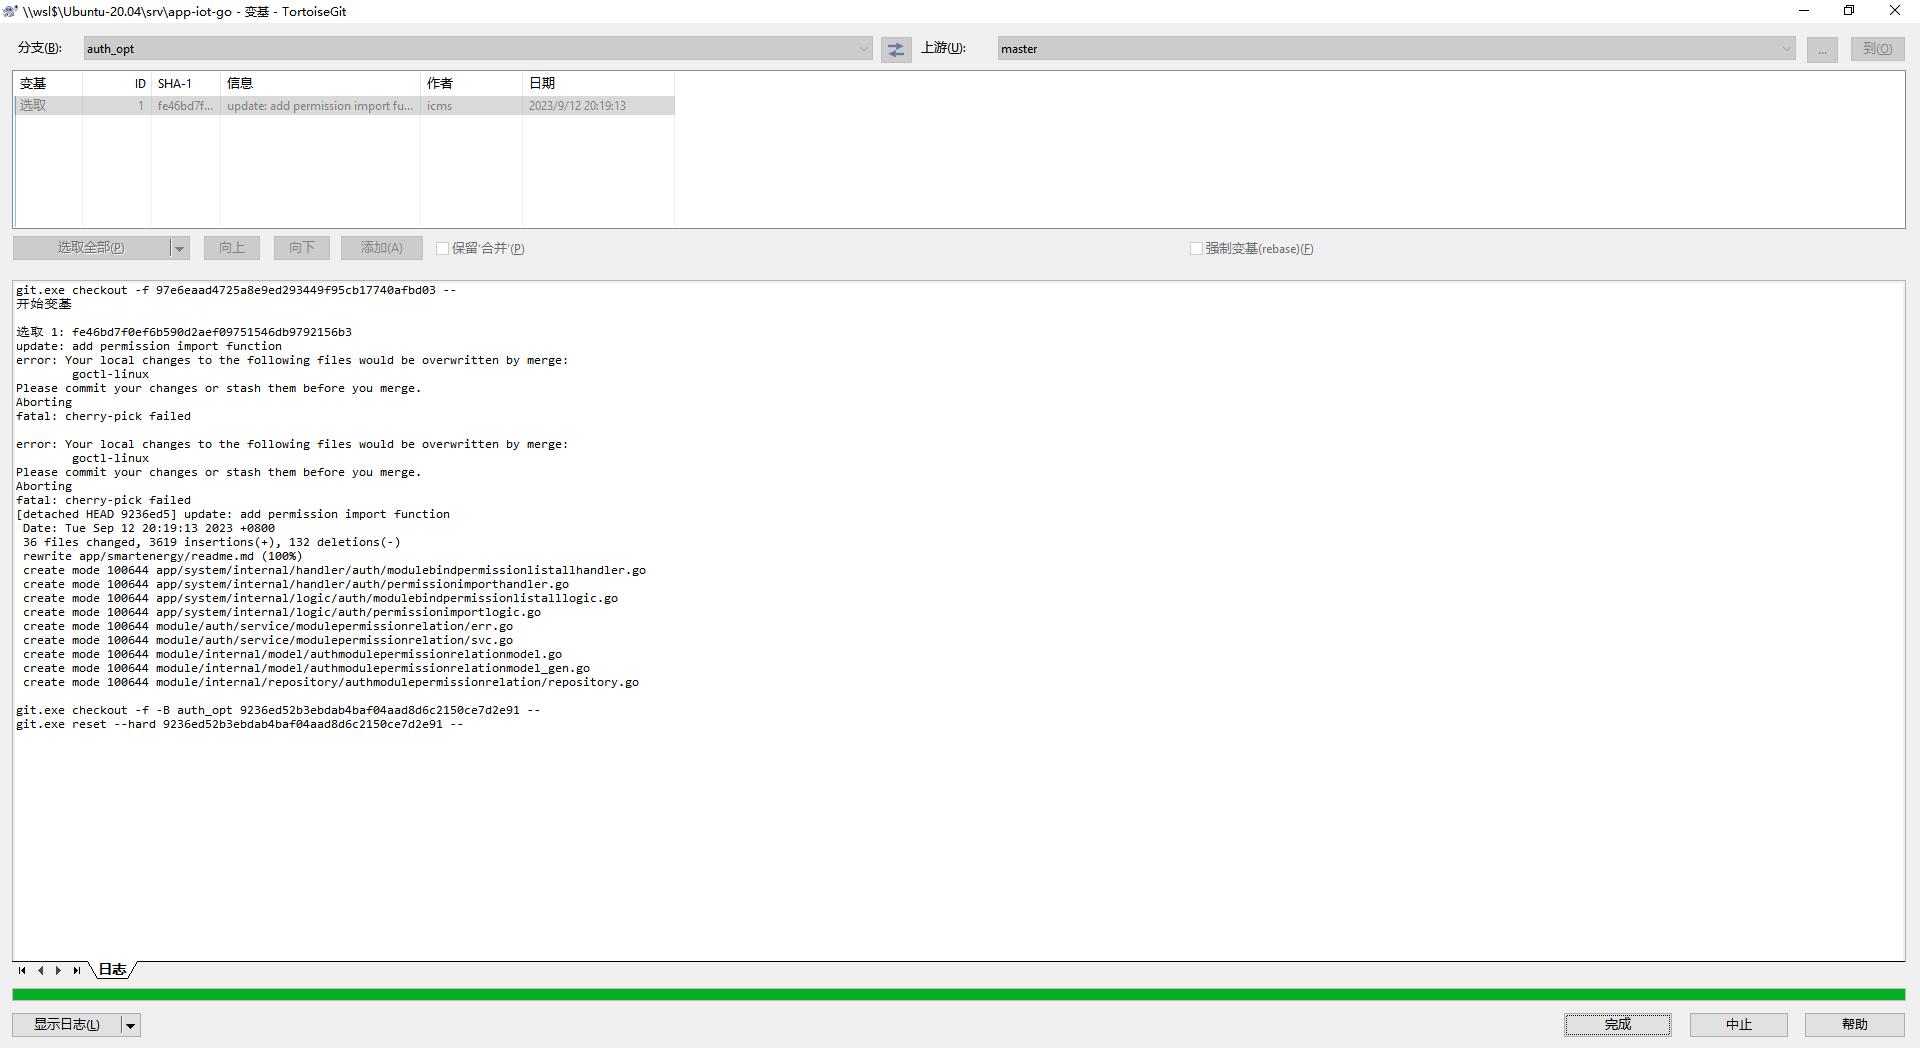 \\wsl$\Ubuntu-20.04\srv\app-iot-go - 变基 - TortoiseGit
分支(B): auth_opt 上游(U): master ... 到(O)
变基 ID SHA-1 信息 作者 日期
选取 1 fe46bd7f... update: add permission import fu... icms 2023/9/12 20:19:13
选取全部(P) 向上 向下 添加(A) 保留‘合并’(P) 强制变基(rebase)(F)
git.exe checkout -f 97e6eaad4725a8e9ed293449f95cb17740afbd03 --
开始变基
选取 1: fe46bd7f0ef6b590d2aef09751546db9792156b3
update: add permission import function
error: Your local changes to the following files would be overwritten by merge:
goctl-linux
Please commit your changes or stash them before you merge.
Aborting
fatal: cherry-pick failed
error: Your local changes to the following files would be overwritten by merge:
goctl-linux
Please commit your changes or stash them before you merge.
Aborting
fatal: cherry-pick failed
[detached HEAD 9236ed5] update: add permission import function
Date: Tue Sep 12 20:19:13 2023 +0800
36 files changed, 3619 insertions(+), 132 deletions(-)
rewrite app/smartenergy/readme.md (100%)
create mode 100644 app/system/internal/handler/auth/modulebindpermissionlistallhandler.go
create mode 100644 app/system/internal/handler/auth/permissionimporthandler.go
create mode 100644 app/system/internal/logic/auth/modulebindpermissionlistalllogic.go
create mode 100644 app/system/internal/logic/auth/permissionimportlogic.go
create mode 100644 module/auth/service/modulepermissionrelation/err.go
create mode 100644 module/auth/service/modulepermissionrelation/svc.go
create mode 100644 module/internal/model/authmodulepermissionrelationmodel.go
create mode 100644 module/internal/model/authmodulepermissionrelationmodel_gen.go
create mode 100644 module/internal/repository/authmodulepermissionrelation/repository.go
git.exe checkout -f -B auth_opt 9236ed52b3ebdab4baf04aad8d6c2150ce7d2e91 --
git.exe reset --hard 9236ed52b3ebdab4baf04aad8d6c2150ce7d2e91 --
日志
显示日志(L) 完成 中止 帮助